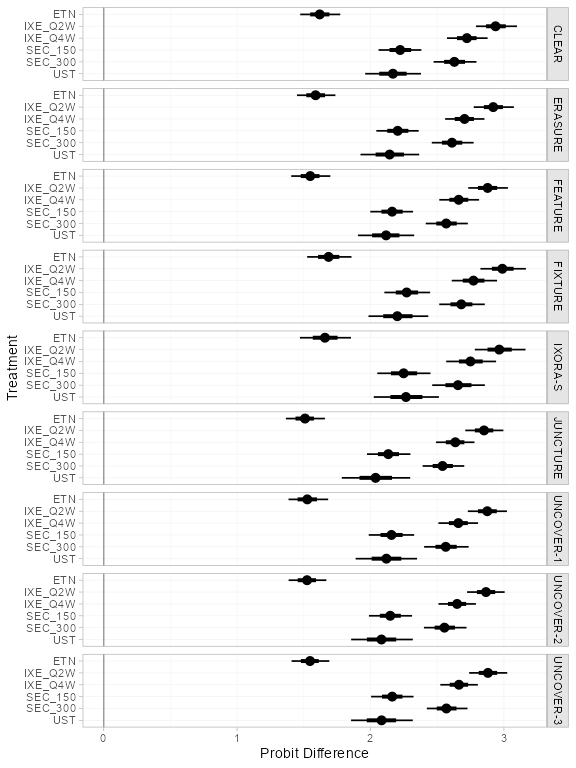 ETN
IXE_Q2W
IXE_Q4W
SEC_150
SEC_300
UST
CLEAR
ETN
IXE_Q2W
IXE_Q4W
SEC_150
SEC_300
UST
ERASURE
ETN
IXE_Q2W
IXE_Q4W
SEC_150
SEC_300
UST
FEATURE
ETN
IXE_Q2W
IXE_Q4W
SEC_150
SEC_300
UST
FIXTURE
ETN
IXE_Q2W
IXE_Q4W
SEC_150
SEC_300
UST
IXORA-S
ETN
IXE_Q2W
IXE_Q4W
SEC_150
SEC_300
UST
JUNCTURE
ETN
IXE_Q2W
IXE_Q4W
SEC_150
SEC_300
UST
UNCOVER-1
ETN
IXE_Q2W
IXE_Q4W
SEC_150
SEC_300
UST
UNCOVER-2
ETN
IXE_Q2W
IXE_Q4W
SEC_150
SEC_300
UST
UNCOVER-3
Treatment
0 1 2 3
Probit Difference